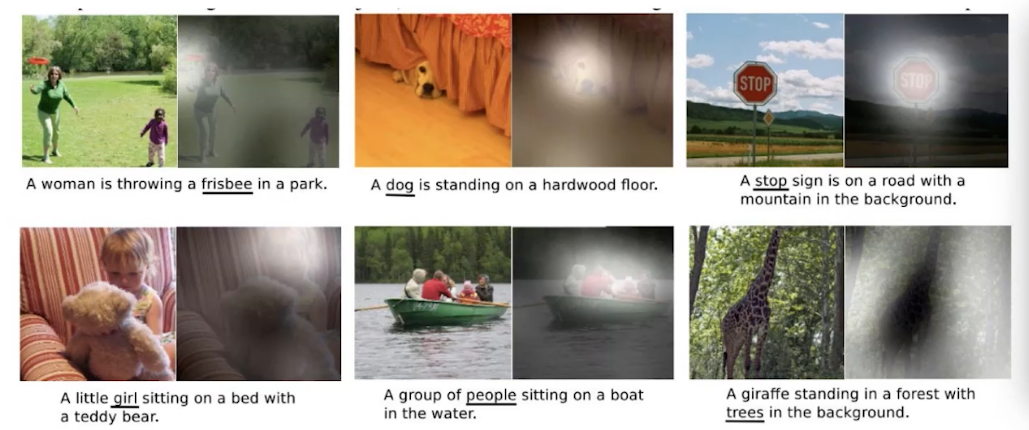 STOP
STOP
A woman is throwing a frisbee in a park.
A dog is standing on a hardwood floor.
A stop sign is on a road with a
mountain in the background.
A little girl sitting on a bed with
a teddy bear.
A group of people sitting on a boat
in the water.
A giraffe standing in a forest with
trees in the background.